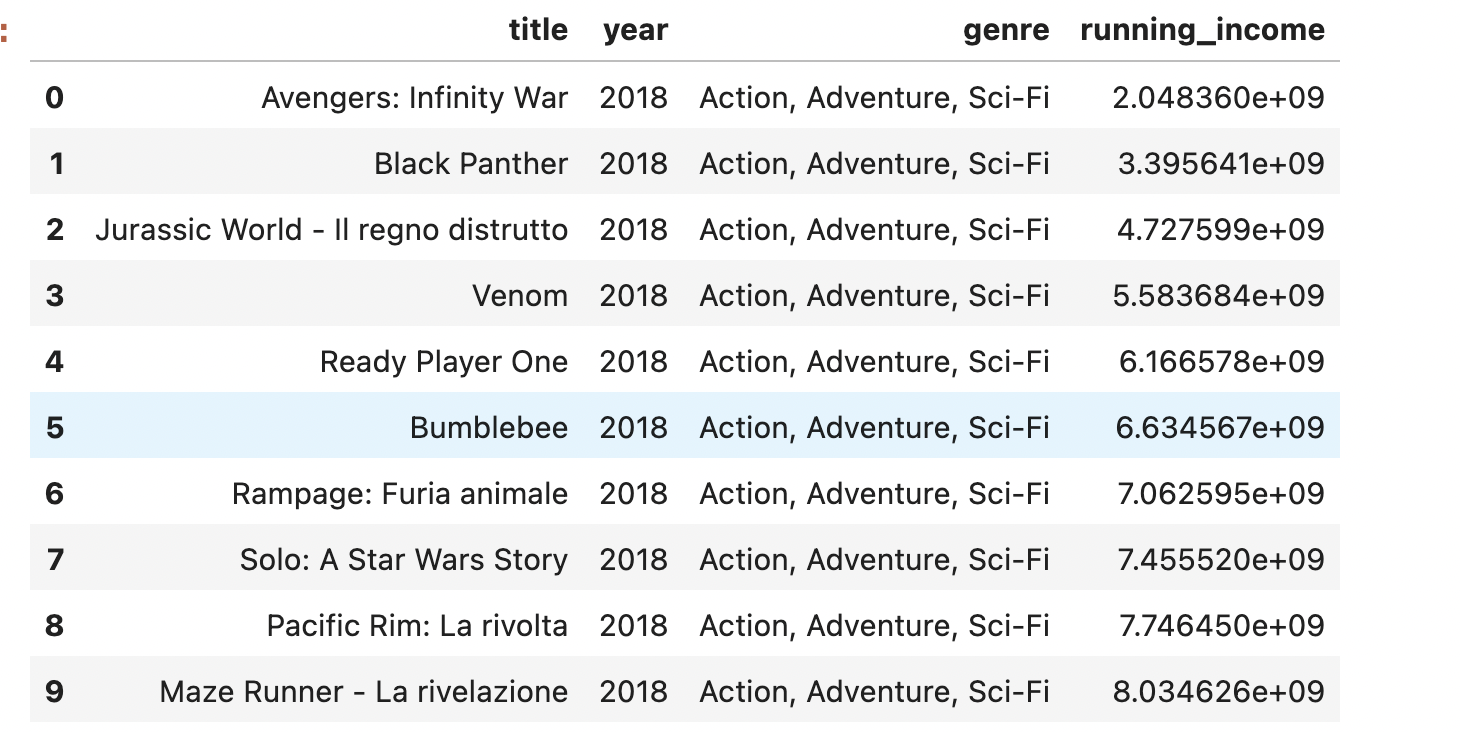 : title year genre running_income
0 Avengers: Infinity War 2018 Action, Adventure, Sci-Fi 2.048360e+09
1 Black Panther 2018 Action, Adventure, Sci-Fi 3.395641e+09
2 Jurassic World - Il regno distrutto 2018 Action, Adventure, Sci-Fi 4.727599e+09
3 Venom 2018 Action, Adventure, Sci-Fi 5.583684e+09
4 Ready Player One 2018 Action, Adventure, Sci-Fi 6.166578e+09
5 Bumblebee 2018 Action, Adventure, Sci-Fi 6.634567e+09
6 Rampage: Furia animale 2018 Action, Adventure, Sci-Fi 7.062595e+09
7 Solo: A Star Wars Story 2018 Action, Adventure, Sci-Fi 7.455520e+09
8 Pacific Rim: La rivolta 2018 Action, Adventure, Sci-Fi 7.746450e+09
9 Maze Runner - La rivelazione 2018 Action, Adventure, Sci-Fi 8.034626e+09